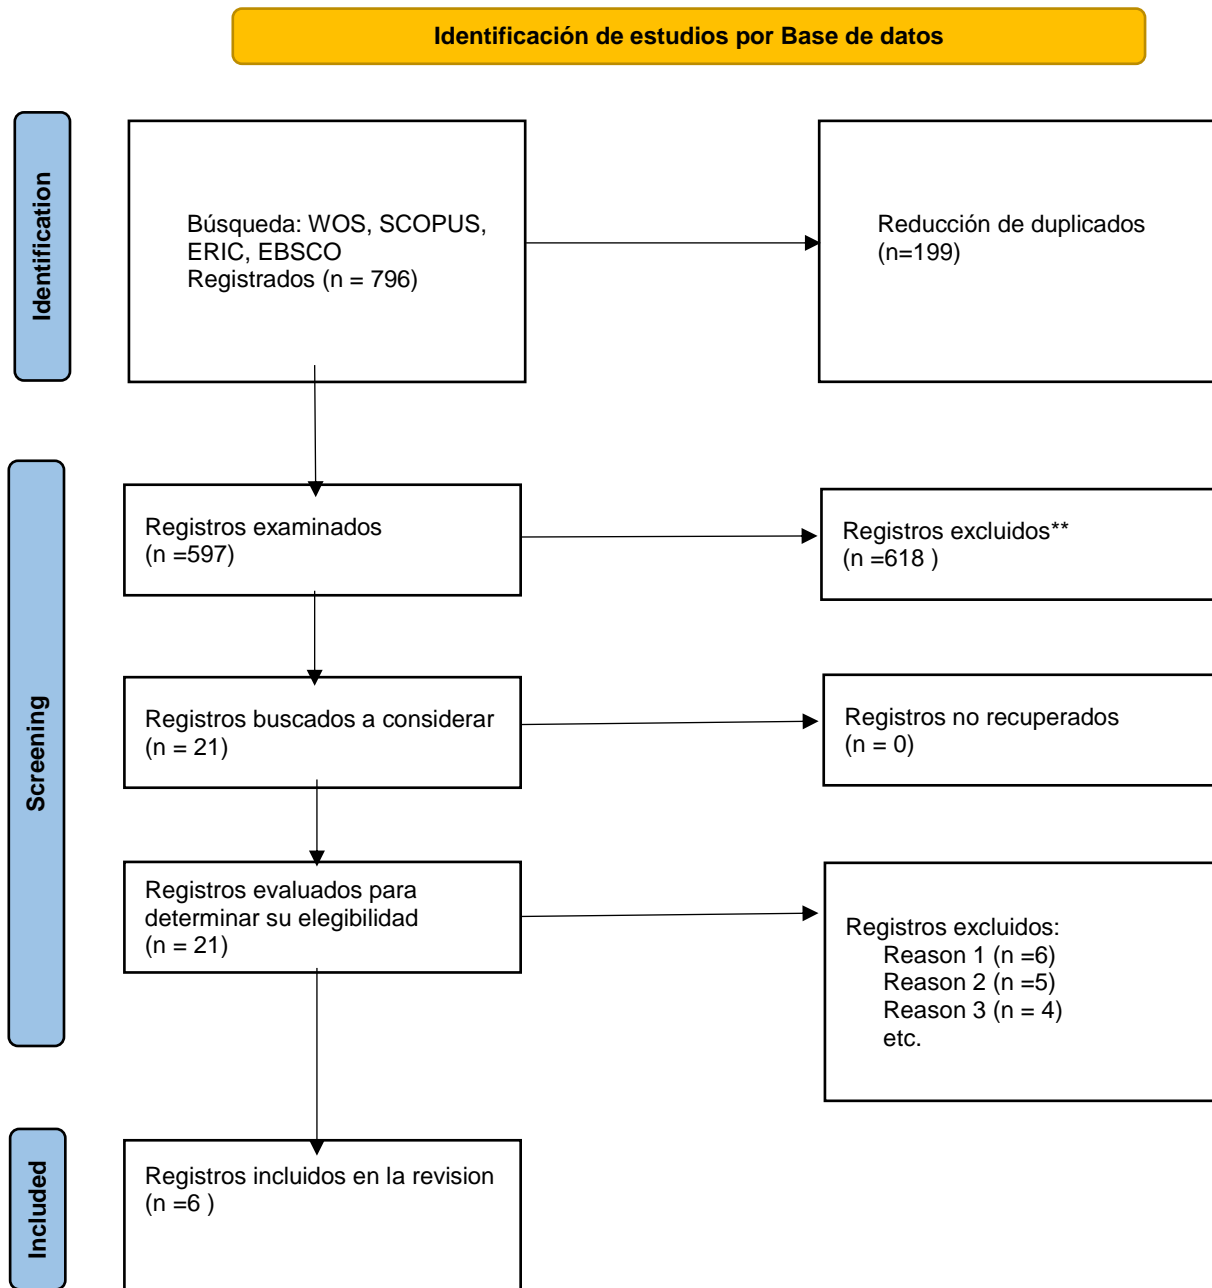 Identificación de estudios por Base de datos
Identification
Búsqueda: WOS, SCOPUS,
ERIC, EBSCO
Registrados (n = 796)
Reducción de duplicados
(n=199)
Screening
Registros examinados
(n =597)
Registros excluidos**
(n =618 )
Registros buscados a considerar
(n = 21)
Registros no recuperados
(n = 0)
Registros evaluados para
determinar su elegibilidad
(n = 21)
Registros excluidos:
Reason 1 (n =6)
Reason 2 (n =5)
Reason 3 (n = 4)
etc.
Included
Registros incluidos en la revision
(n =6 )